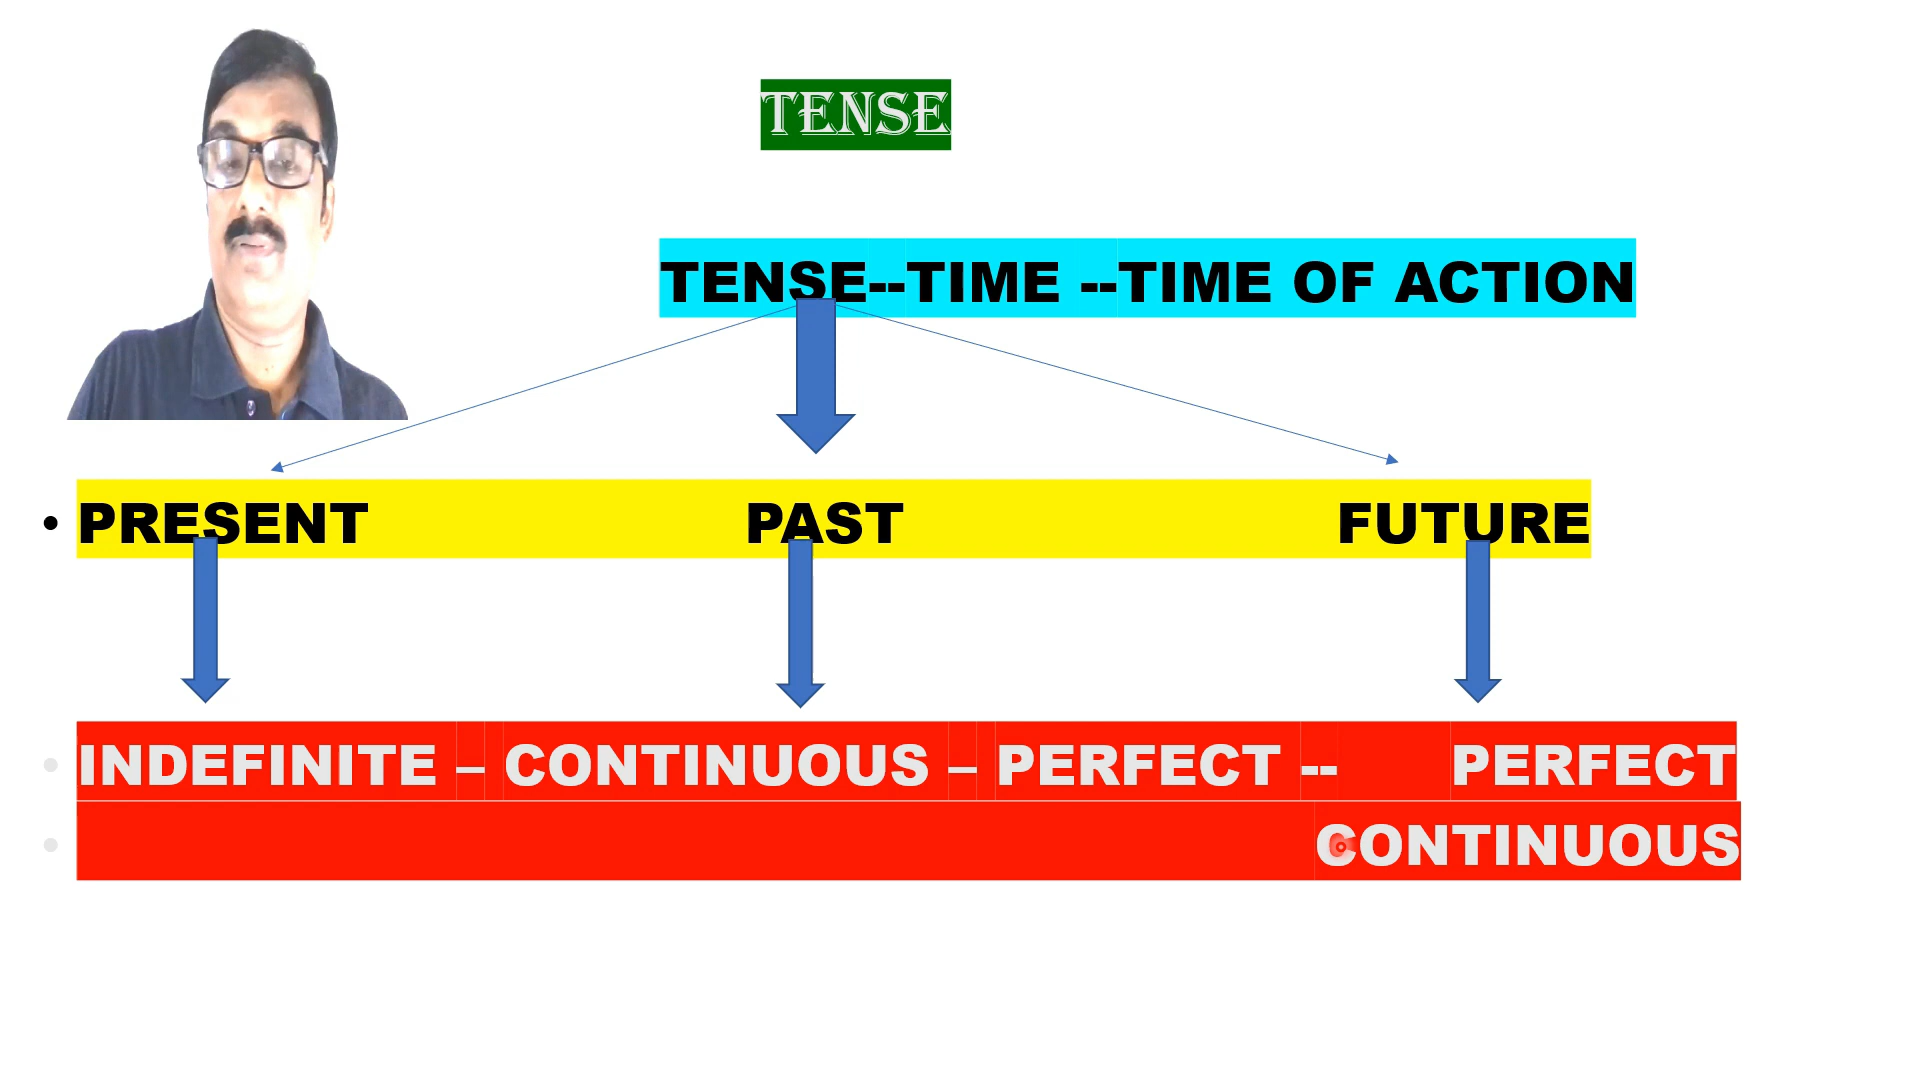 TENSE
TENSE--TIME --TIME OF ACTION
• PRESENT PAST FUTURE
• INDEFINITE – CONTINUOUS – PERFECT -- PERFECT
• CONTINUOUS